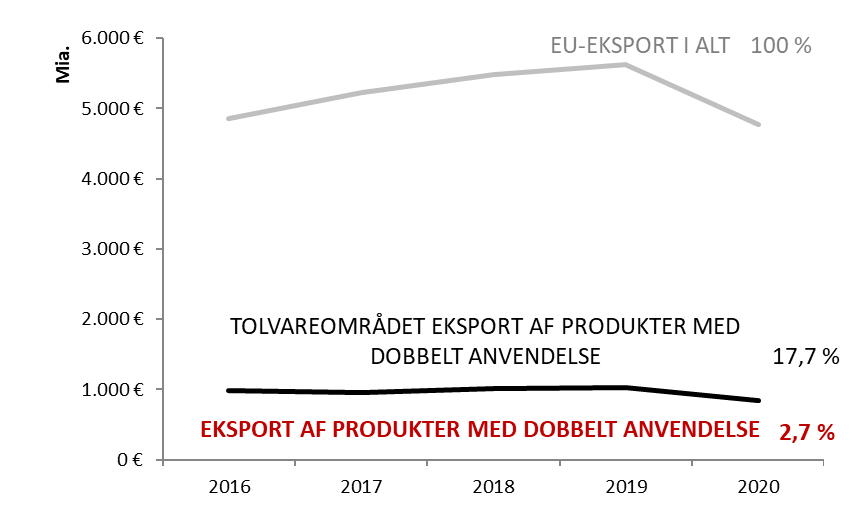 Mia.
6.000 €
5.000 €
4.000 €
3.000 €
2.000 €
1.000 €
0 €
EU-EKSPORT I ALT 100 %
TOLVAREOMRÅDET EKSPORT AF PRODUKTER MED
DOBBELT ANVENDELSE 17,7 %
EKSPORT AF PRODUKTER MED DOBBELT ANVENDELSE 2,7 %
2016 2017 2018 2019 2020